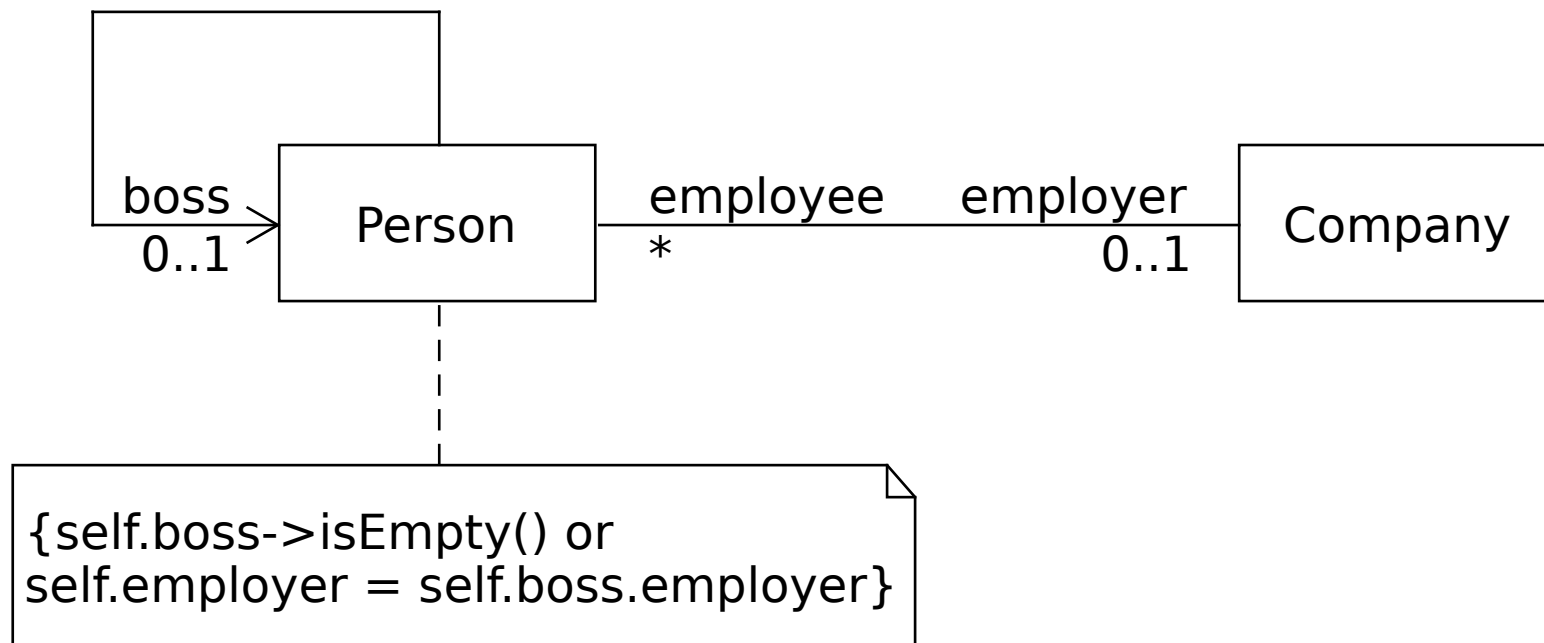 boss
0..1
Person
employee
*
employer
0..1
Company
{self.boss->isEmpty() or
self.employer = self.boss.employer}